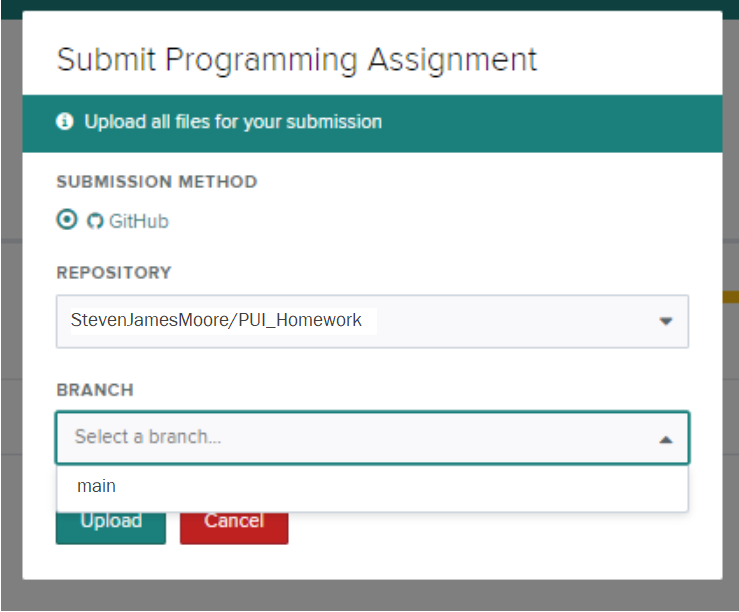 Submit Programming Assignment
Upload all files for your submission
SUBMISSION METHOD
GitHub
REPOSITORY
StevenJamesMoore/PUI_Homework
BRANCH
Select a branch...
main
Upload Cancel